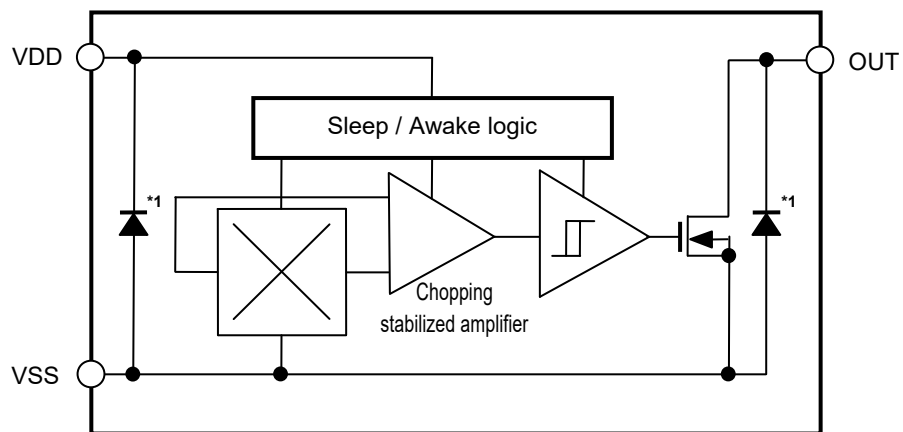 VDD
OUT
Sleep / Awake logic
*1
*1
Chopping
stabilized amplifier
VSS